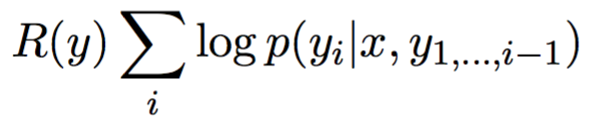 R(y) ∑_i log p(y_i|x, y_{1,...,i−1})